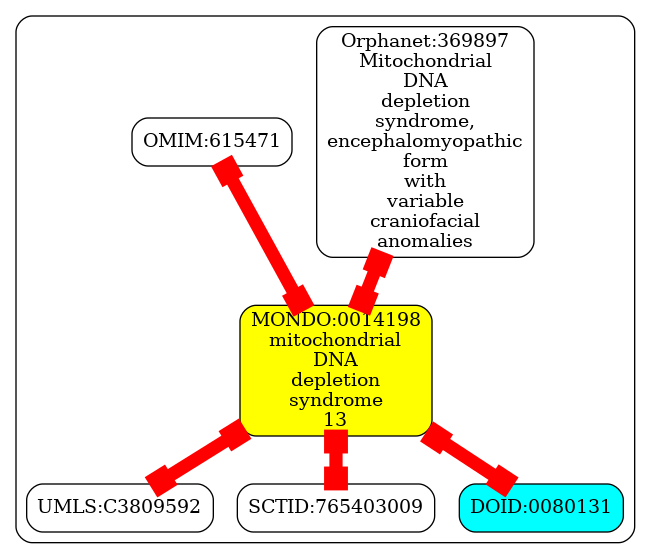 Orphanet:369897
Mitochondrial
DNA
depletion
syndrome,
encephalomyopathic
form
with
variable
craniofacial
anomalies
OMIM:615471
MONDO:0014198
mitochondrial
DNA
depletion
syndrome
13
UMLS:C3809592
SCTID:765403009
DOID:0080131